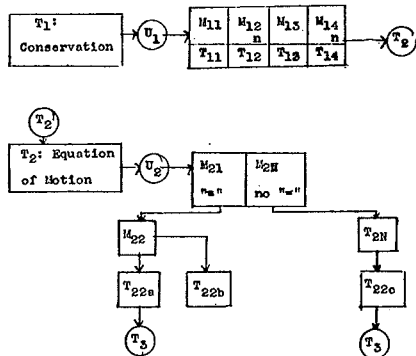 T1:
Conservation
U1
M11 M12 M13 M14
n n
T11 T12 T13 T14
T2
T2
T2: Equation
of Motion
U2
M21 M2N
"=" no "="
M22
T2N
T22a T22b T22c
T3 T3